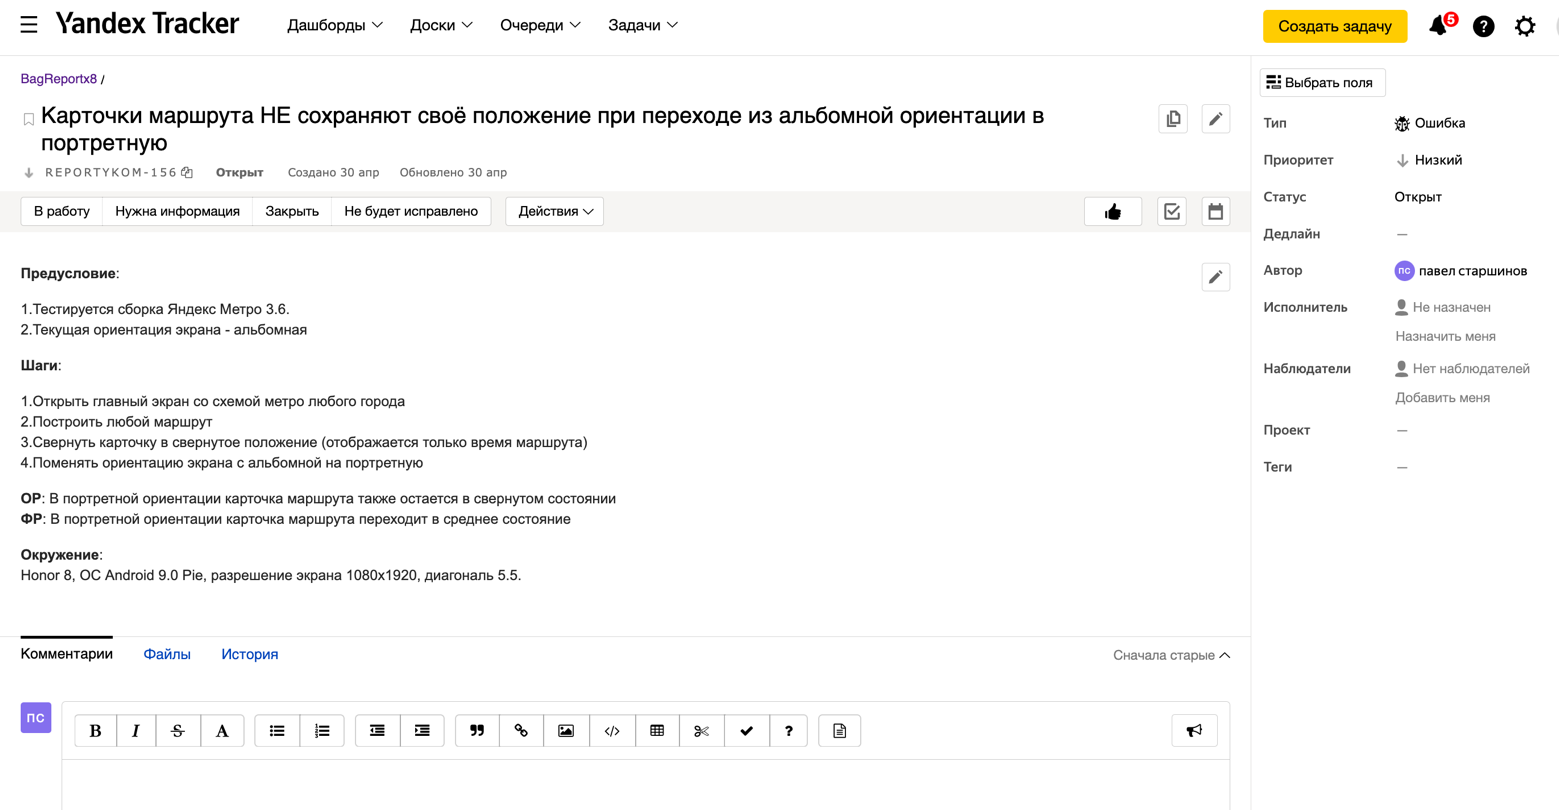 Yandex Tracker
Дашборды
Доски
Очереди
Задачи
Создать задачу
5
?
BagReportx8 /
Карточки маршрута НЕ сохраняют своё положение при переходе из альбомной ориентации в
портретную
REPORTYKOM-156
Открыт
Создано 30 апр
Обновлено 30 апр
В работу
Нужна информация
Закрыть
Не будет исправлено
Действия
Предусловие:
1.Тестируется сборка Яндекс Метро 3.6.
2.Текущая ориентация экрана - альбомная
Шаги:
1.Открыть главный экран со схемой метро любого города
2.Построить любой маршрут
3.Свернуть карточку в свернутое положение (отображается только время маршрута)
4.Поменять ориентацию экрана с альбомной на портретную
ОР: В портретной ориентации карточка маршрута также остается в свернутом состоянии
ФР: В портретной ориентации карточка маршрута переходит в среднее состояние
Окружение:
Honor 8, ОС Android 9.0 Pie, разрешение экрана 1080x1920, диагональ 5.5.
Комментарии
Файлы
История
Сначала старые
ПС
B
I
S
A
?
Выбрать поля
Тип
Ошибка
Приоритет
Низкий
Статус
Открыт
Дедлайн
—
Автор
ПС павел старшинов
Исполнитель
Не назначен
Назначить меня
Наблюдатели
Нет наблюдателей
Добавить меня
Проект
—
Теги
—